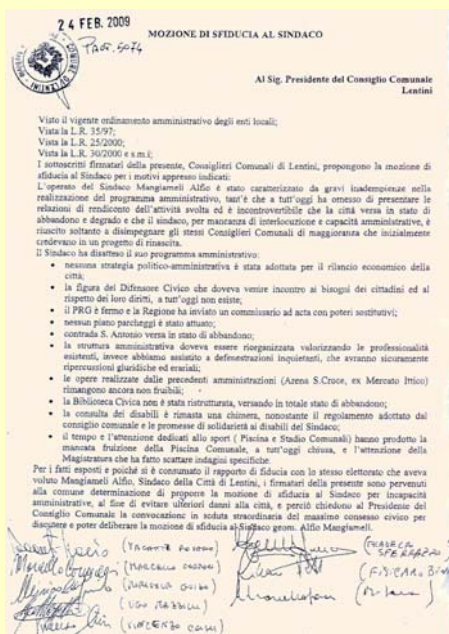 24 FEB. 2009
Prot. 5074
MOZIONE DI SFIDUCIA AL SINDACO
Al Sig. Presidente del Consiglio Comunale
Lentini
Visto il vigente ordinamento amministrativo degli enti locali;
Vista la L.R. 35/97;
Vista la L.R. 25/2000;
Vista la L.R. 30/2000 e s.m.i;
I sottoscritti firmatari della presente, Consiglieri Comunali di Lentini, propongono la mozione di
sfiducia al Sindaco per i motivi appresso indicati:
L'operato del Sindaco Mangiameli Alfio è stato caratterizzato da gravi inadempienze nella
realizzazione del programma amministrativo, tant'è che a tutt'oggi ha omesso di presentare le
relazioni di rendiconto dell'attività svolta ed è incontrovertibile che la città versa in stato di
abbandono e degrado e che il sindaco, per mancanza di interlocuzione e capacità amministrative, è
riuscito soltanto a disimpegnare gli stessi Consiglieri Comunali di maggioranza che inizialmente
credevano in un progetto di rinascita.
Il Sindaco ha disatteso il suo programma amministrativo:
• nessuna strategia politico-amministrativa è stata adottata per il rilancio economico della
città;
• la figura del Difensore Civico che doveva venire incontro ai bisogni dei cittadini ed al
rispetto dei loro diritti, a tutt'oggi non esiste;
• il PRG è fermo e la Regione ha inviato un commissario ad acta con poteri sostitutivi;
• nessun piano parcheggi è stato attuato;
• contrada S. Antonio versa in stato di abbandono;
• la struttura amministrativa doveva essere riorganizzata valorizzando le professionalità
esistenti, invece abbiamo assistito a defenestrazioni inquietanti, che avranno sicuramente
ripercussioni giuridiche ed erariali;
• le opere realizzate dalle precedenti amministrazioni (Arena S.Croce, ex Mercato Ittico)
rimangono ancora non fruibili;
• la Biblioteca Civica non è stata ristrutturata, versando in totale stato di abbandono;
• la consulta dei disabili è rimasta una chimera, nonostante il regolamento adottato dal
consiglio comunale e le promesse di solidarietà ai disabili del Sindaco;
• il tempo e l'attenzione dedicati allo sport ( Piscina e Stadio Comunali) hanno prodotto la
mancata fruizione della Piscina Comunale, a tutt'oggi chiusa, e l'attenzione della
Magistratura che ha fatto scattare indagini specifiche.
Per i fatti esposti e poiché si è consumato il rapporto di fiducia con lo stesso elettorato che aveva
voluto Mangiameli Alfio, Sindaco della Città di Lentini, i firmatari della presente sono pervenuti
alla comune determinazione di proporre la mozione di sfiducia al Sindaco per incapacità
amministrative, al fine di evitare ulteriori danni alla città, e perciò chiedono al Presidente del
Consiglio Comunale la convocazione in seduta straordinaria del massimo consesso civico per
discutere e poter deliberare la mozione di sfiducia al Sindaco geom. Alfio Mangiameli.
(UGO MAZZILLI)
(VINCENZO